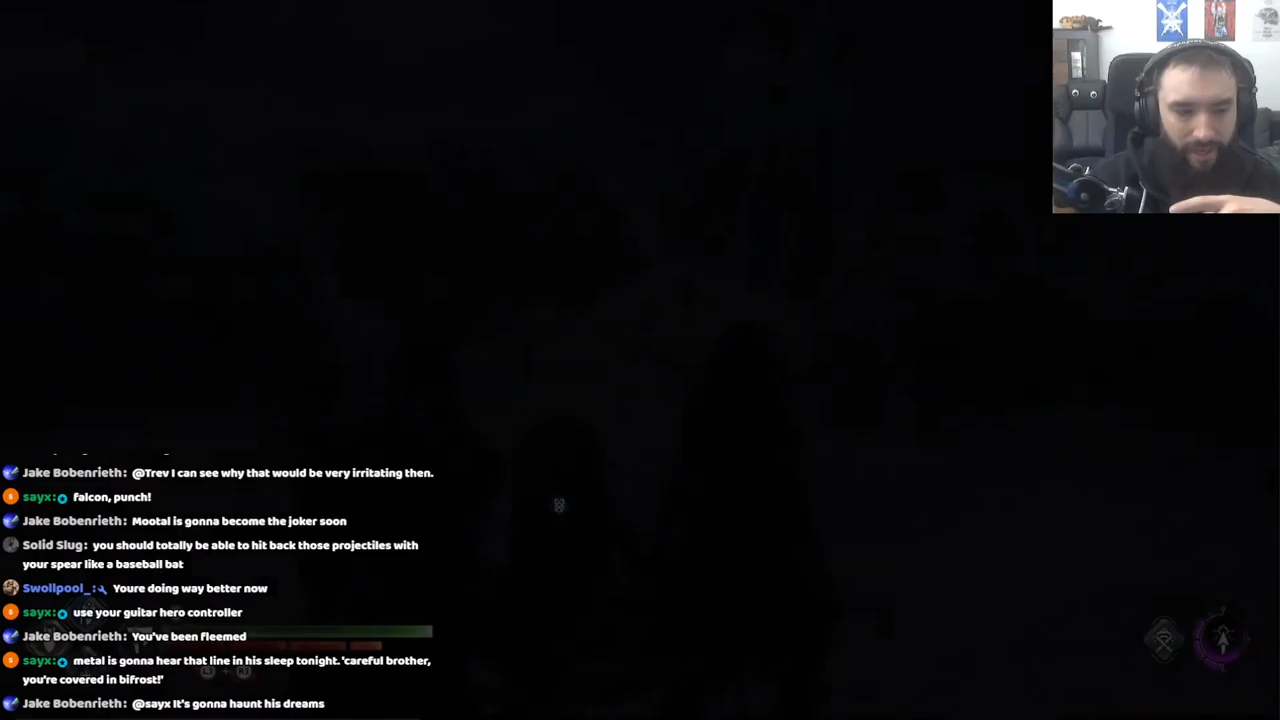 Jake Bobenrieth: @Trev I can see why that would be very irritating then.
sayx: falcon, punch!
Jake Bobenrieth: Mootal is gonna become the joker soon
Solid Slug: you should totally be able to hit back those projectiles with
your spear like a baseball bat
Swollpool_: Youre doing way better now
sayx: use your guitar hero controller
Jake Bobenrieth: You've been fleemed
sayx: metal is gonna hear that line in his sleep tonight. 'careful brother,
you're covered in bifrost!'
L3 + R3
Jake Bobenrieth: @sayx It's gonna haunt his dreams